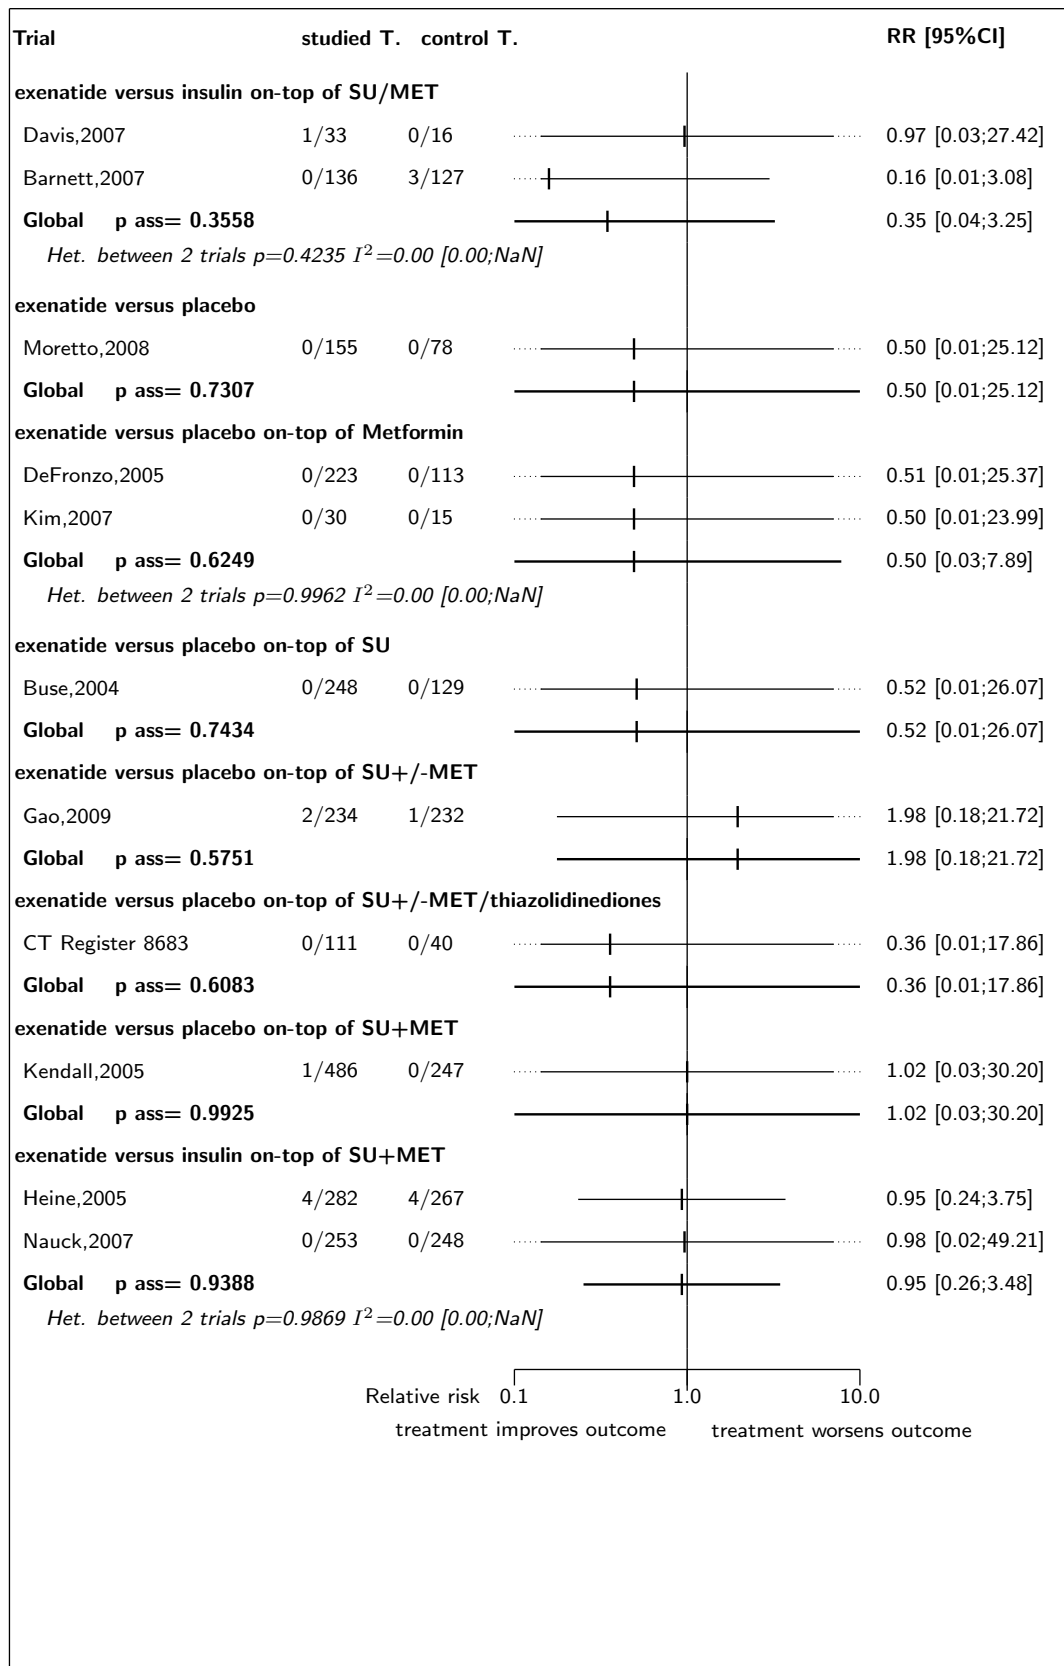 Trial studied T. control T. RR [95%CI]
exenatide versus insulin on-top of SU/MET
Davis,2007 1/33 0/16 0.97 [0.03;27.42]
Barnett,2007 0/136 3/127 0.16 [0.01;3.08]
Global p ass= 0.3558 0.35 [0.04;3.25]
Het. between 2 trials p=0.4235 I²=0.00 [0.00;NaN]
exenatide versus placebo
Moretto,2008 0/155 0/78 0.50 [0.01;25.12]
Global p ass= 0.7307 0.50 [0.01;25.12]
exenatide versus placebo on-top of Metformin
DeFronzo,2005 0/223 0/113 0.51 [0.01;25.37]
Kim,2007 0/30 0/15 0.50 [0.01;23.99]
Global p ass= 0.6249 0.50 [0.03;7.89]
Het. between 2 trials p=0.9962 I²=0.00 [0.00;NaN]
exenatide versus placebo on-top of SU
Buse,2004 0/248 0/129 0.52 [0.01;26.07]
Global p ass= 0.7434 0.52 [0.01;26.07]
exenatide versus placebo on-top of SU+/-MET
Gao,2009 2/234 1/232 1.98 [0.18;21.72]
Global p ass= 0.5751 1.98 [0.18;21.72]
exenatide versus placebo on-top of SU+/-MET/thiazolidinediones
CT Register 8683 0/111 0/40 0.36 [0.01;17.86]
Global p ass= 0.6083 0.36 [0.01;17.86]
exenatide versus placebo on-top of SU+MET
Kendall,2005 1/486 0/247 1.02 [0.03;30.20]
Global p ass= 0.9925 1.02 [0.03;30.20]
exenatide versus insulin on-top of SU+MET
Heine,2005 4/282 4/267 0.95 [0.24;3.75]
Nauck,2007 0/253 0/248 0.98 [0.02;49.21]
Global p ass= 0.9388 0.95 [0.26;3.48]
Het. between 2 trials p=0.9869 I²=0.00 [0.00;NaN]
Relative risk 0.1 1.0 10.0
treatment improves outcome treatment worsens outcome